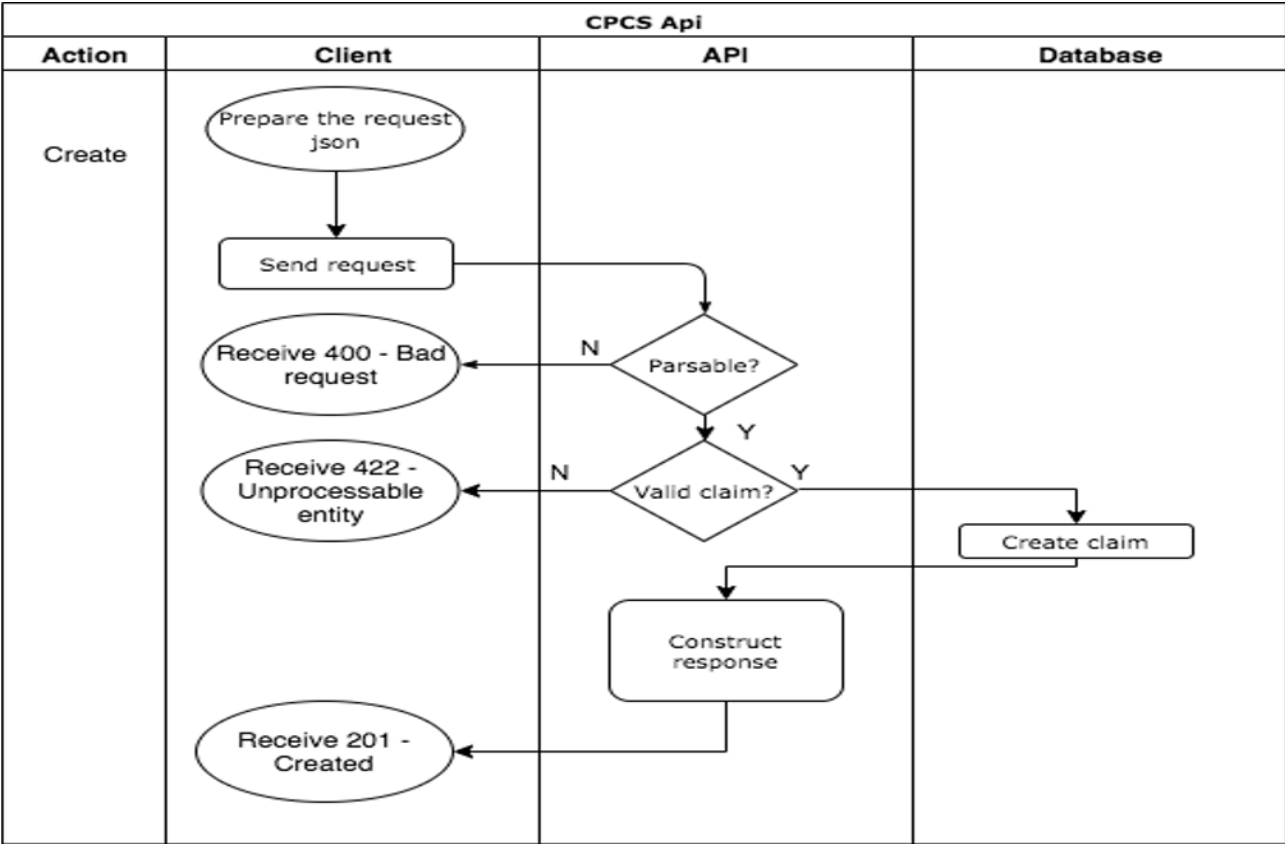 CPCS Api
Action
Client
API
Database
Create
Prepare the request
json
Send request
Receive 400 - Bad
request
N
Parsable?
Y
Receive 422 -
Unprocessable
entity
N
Valid claim?
Y
Create claim
Construct
response
Receive 201 -
Created